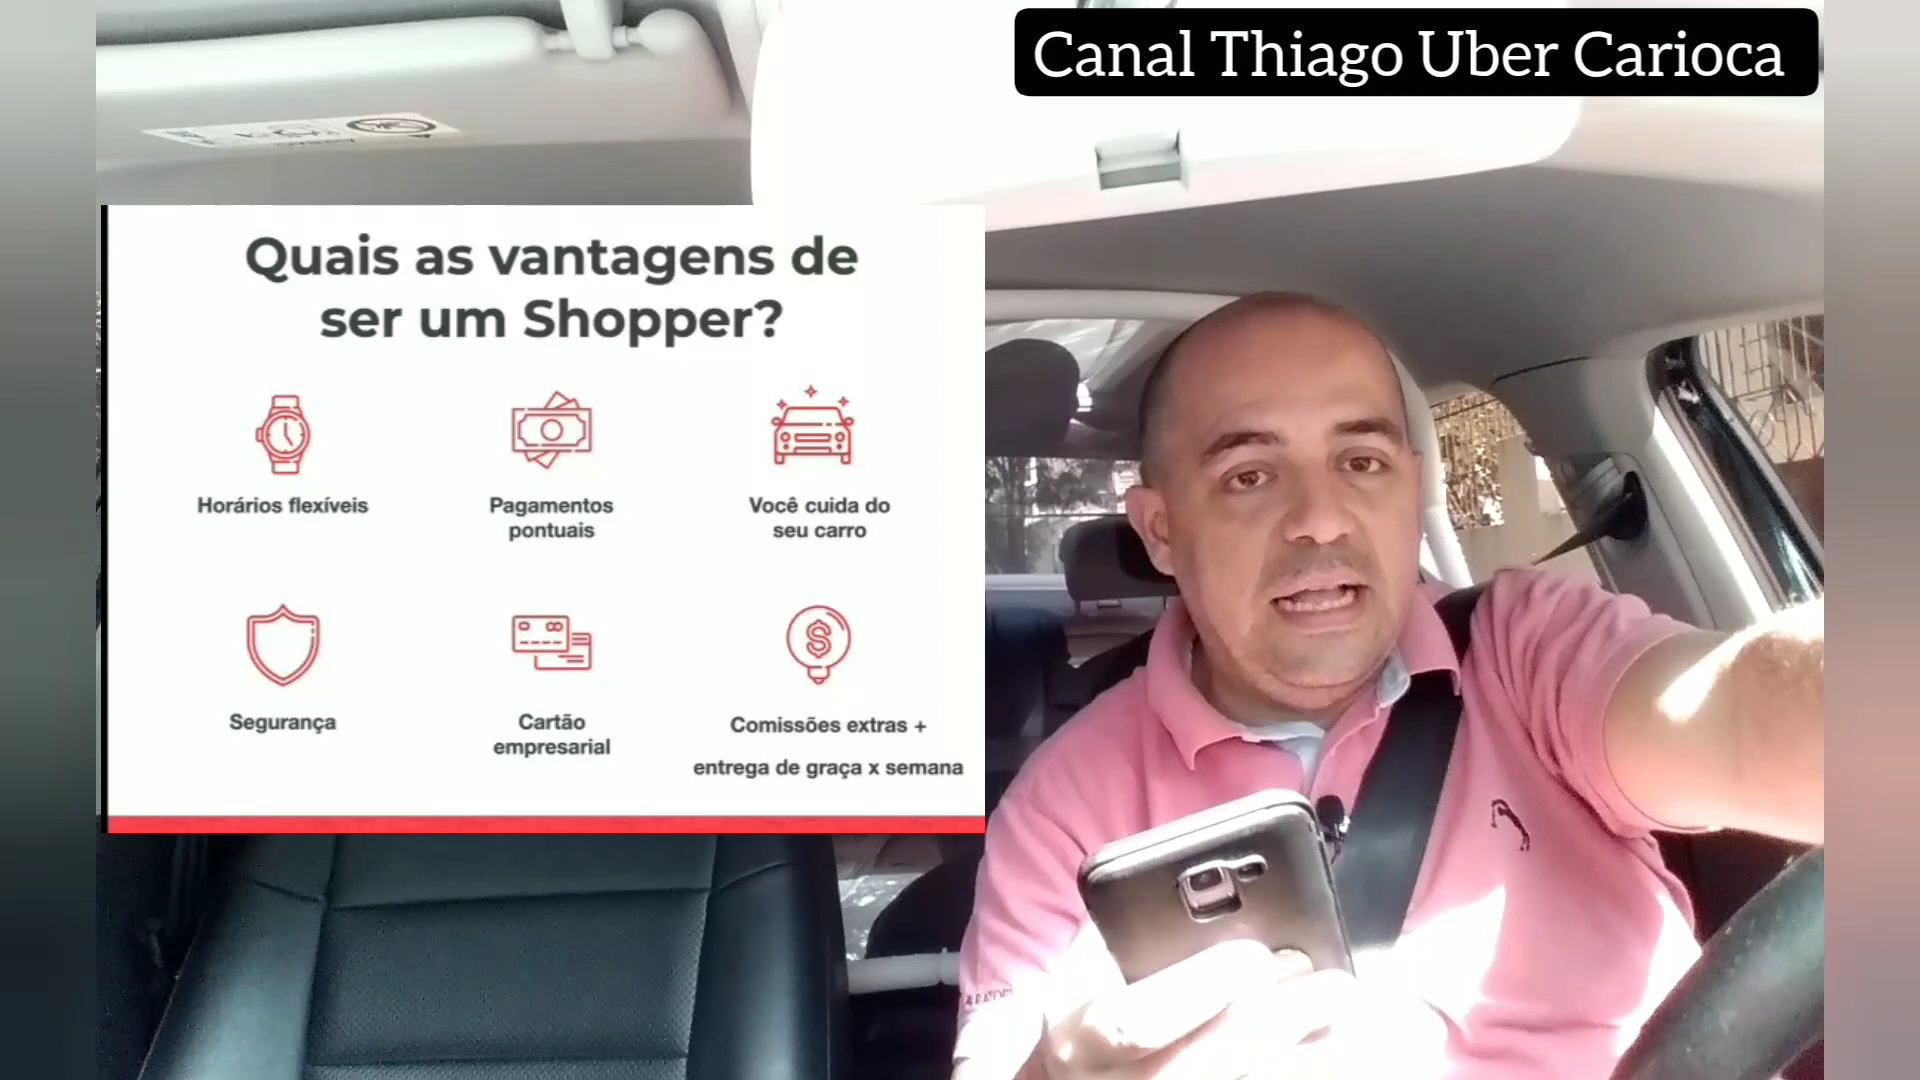 Canal Thiago Uber Carioca
Quais as vantagens de
ser um Shopper?
Horários flexíveis
Pagamentos
pontuais
Você cuida do
seu carro
Segurança
Cartão
empresarial
Comissões extras +
entrega de graça x semana